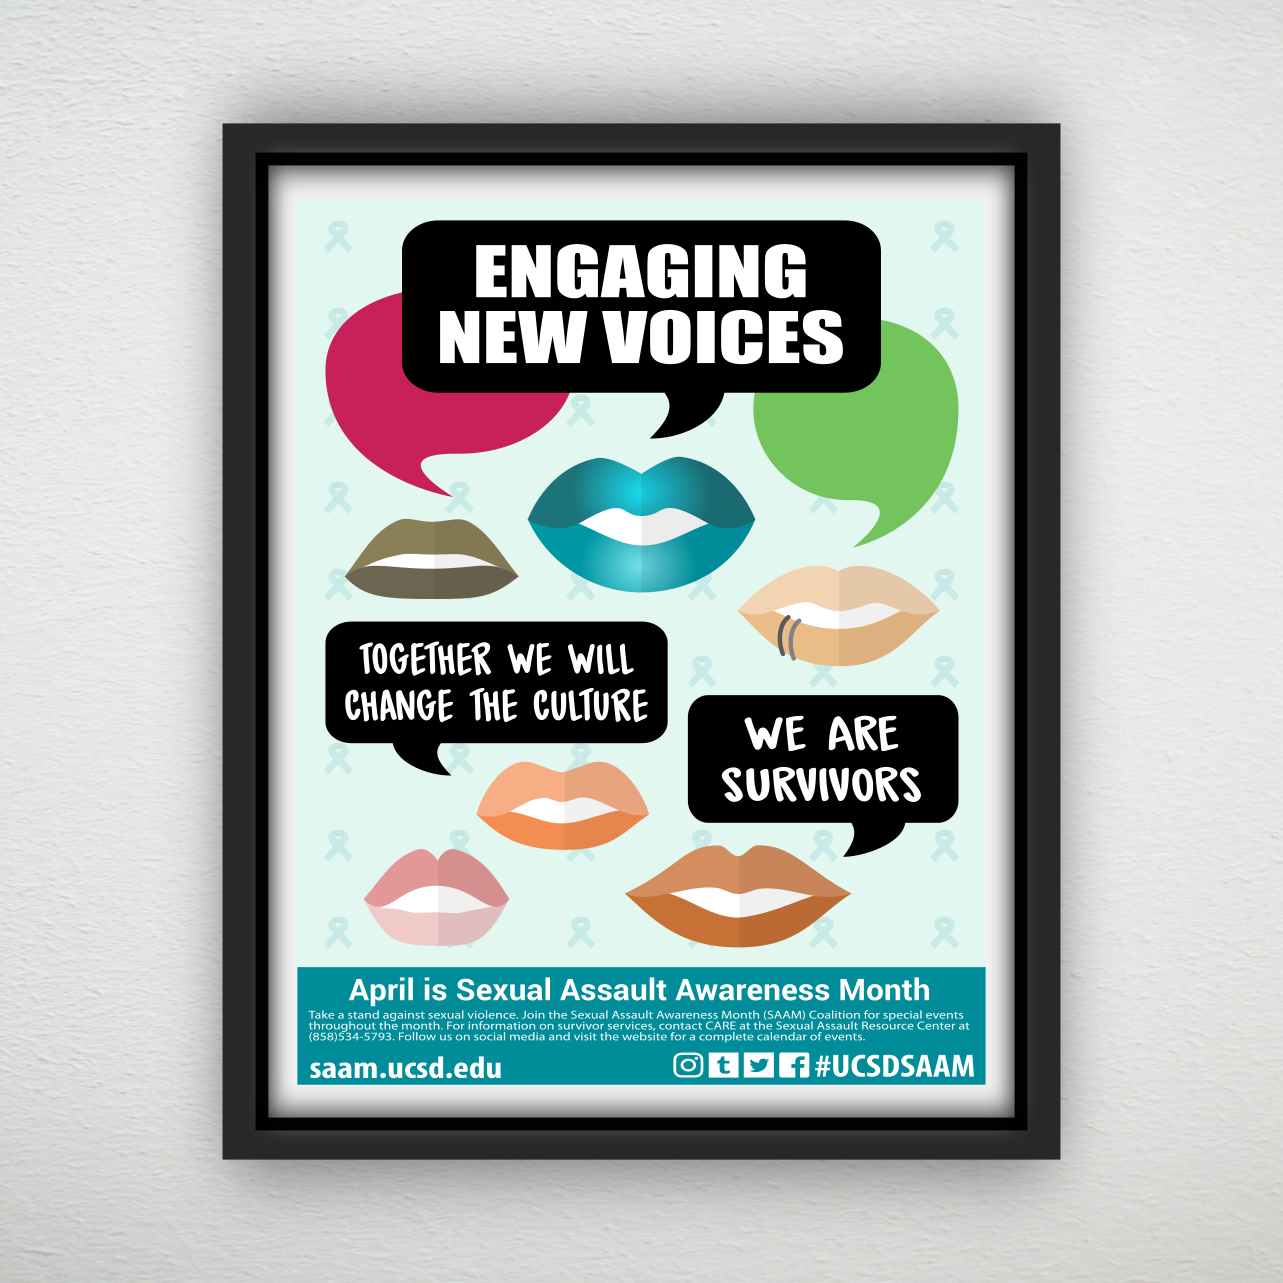 ENGAGING
NEW VOICES
TOGETHER WE WILL
CHANGE THE CULTURE
WE ARE
SURVIVORS
April is Sexual Assault Awareness Month
Take a stand against sexual violence. Join the Sexual Assault Awareness Month (SAAM) Coalition for special events
throughout the month. For information on survivor services, contact CARE at the Sexual Assault Resource Center at
(858)534-5793. Follow us on social media and visit the website for a complete calendar of events.
saam.ucsd.edu
#UCSDSAAM